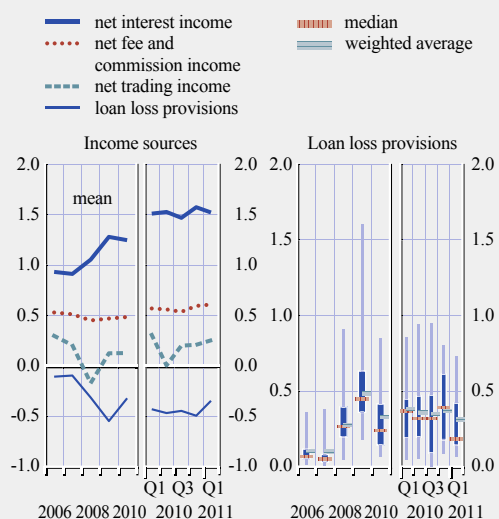 net interest income
net fee and
commission income
net trading income
loan loss provisions
median
weighted average
Income sources
Loan loss provisions
2.0 2.0 2.0 2.0
mean
1.5 1.5 1.5 1.5
1.0 1.0 1.0 1.0
0.5 0.5
0.0 0.0 0.5 0.5
-0.5 -0.5
-1.0 -1.0 0.0 0.0
Q1 Q3 Q1 Q1 Q3 Q1
2006 2008 2010 2010 2011 2006 2008 2010 2010 2011